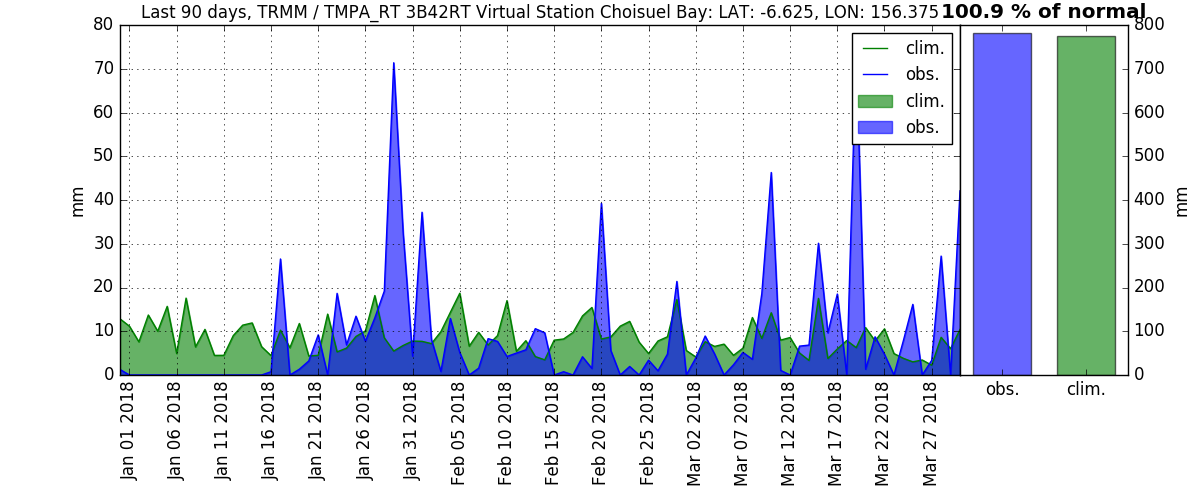 Last 90 days, TRMM / TMPA_RT 3B42RT Virtual Station Choisuel Bay: LAT: -6.625, LON: 156.375
100.9 % of normal
80
70
60
50
40
30
20
10
0
mm
clim.
obs.
clim.
obs.
800
700
600
500
400
300
200
100
0
mm
Jan 01 2018
Jan 06 2018
Jan 11 2018
Jan 16 2018
Jan 21 2018
Jan 26 2018
Jan 31 2018
Feb 05 2018
Feb 10 2018
Feb 15 2018
Feb 20 2018
Feb 25 2018
Mar 02 2018
Mar 07 2018
Mar 12 2018
Mar 17 2018
Mar 22 2018
Mar 27 2018
obs.
clim.